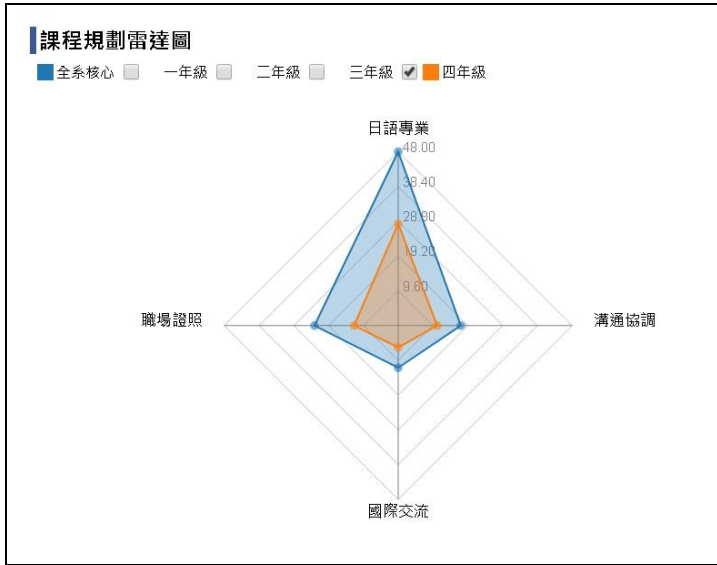 課程規劃雷達圖
全系核心 一年級 二年級 三年級 四年級
日語專業
48.00
38.40
28.80
19.20
9.60
職場證照
溝通協調
國際交流